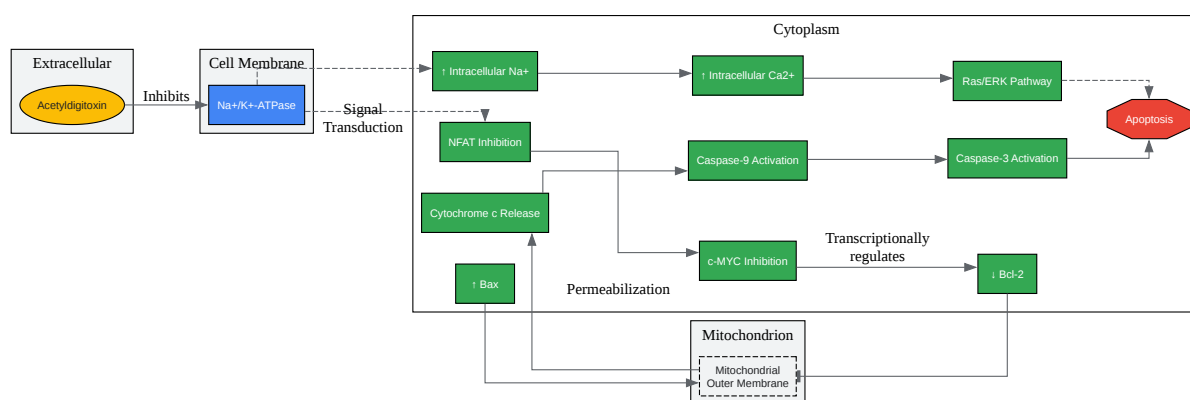 Cytoplasm
Extracellular
Cell Membrane
Acetyldigitoxin
Inhibits
Na+/K+-ATPase
↑ Intracellular Na+
↑ Intracellular Ca2+
Ras/ERK Pathway
Signal
Transduction
Apoptosis
NFAT Inhibition
Caspase-9 Activation
Caspase-3 Activation
Cytochrome c Release
c-MYC Inhibition
Transcriptionally
regulates
↓ Bcl-2
↑ Bax
Permeabilization
Mitochondrion
Mitochondrial
Outer Membrane